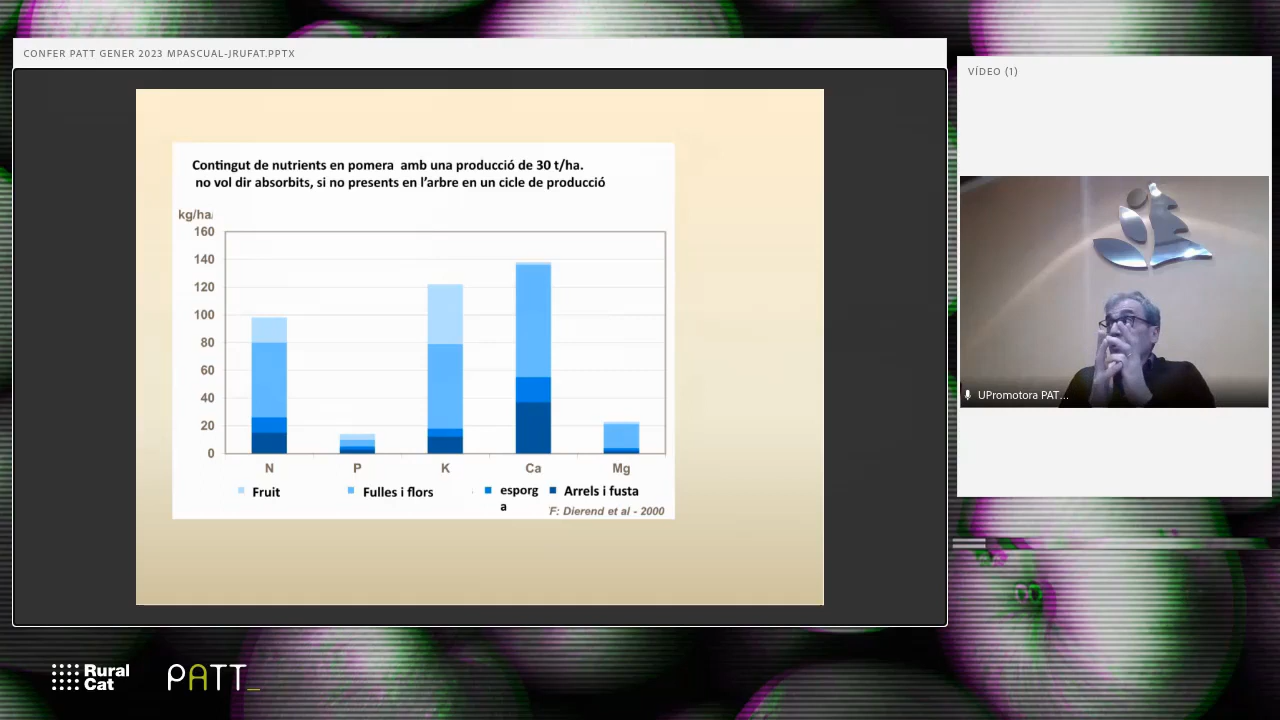 CONFER PATT GENER 2023 MPASCUAL-JRUFAT.PPTX
VÍDEO (1)
Contingut de nutrients en pomera amb una producció de 30 t/ha.
no vol dir absorbits, si no presents en l'arbre en un cicle de producció
kg/ha
160
140
120
100
80
60
40
20
0
N P K Ca Mg
Fruit Fulles i flors esporg Arrels i fusta
a
F: Dierend et al - 2000
UPromotora PAT...
Rural
Cat
PATT_